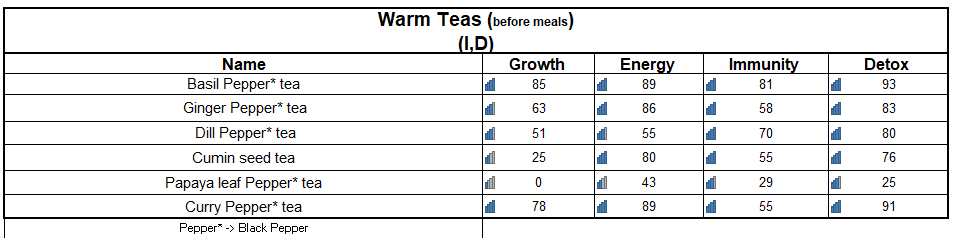 Warm Teas (before meals)
(I,D)
Name Growth Energy Immunity Detox
Basil Pepper* tea 85 89 81 93
Ginger Pepper* tea 63 86 58 83
Dill Pepper* tea 51 55 70 80
Cumin seed tea 25 80 55 76
Papaya leaf Pepper* tea 0 43 29 25
Curry Pepper* tea 78 89 55 91
Pepper* -> Black Pepper